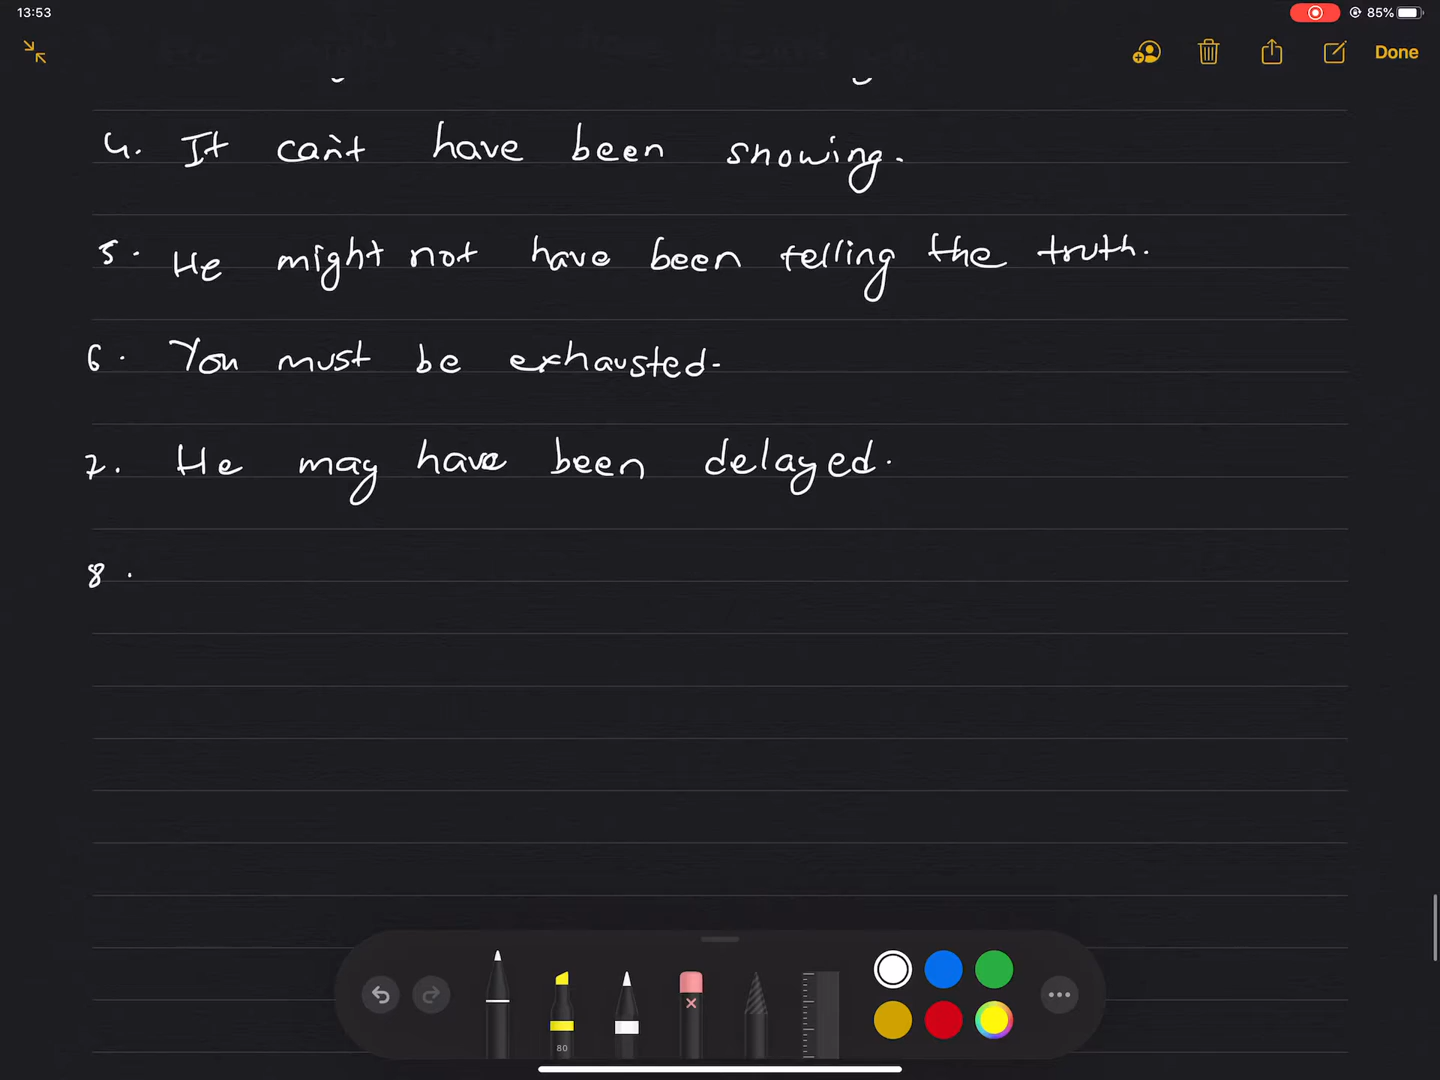 13:53
85%
Done
4. It can't have been snowing.
5. He might not have been telling the truth.
6. You must be exhausted.
7. He may have been delayed.
8.
80